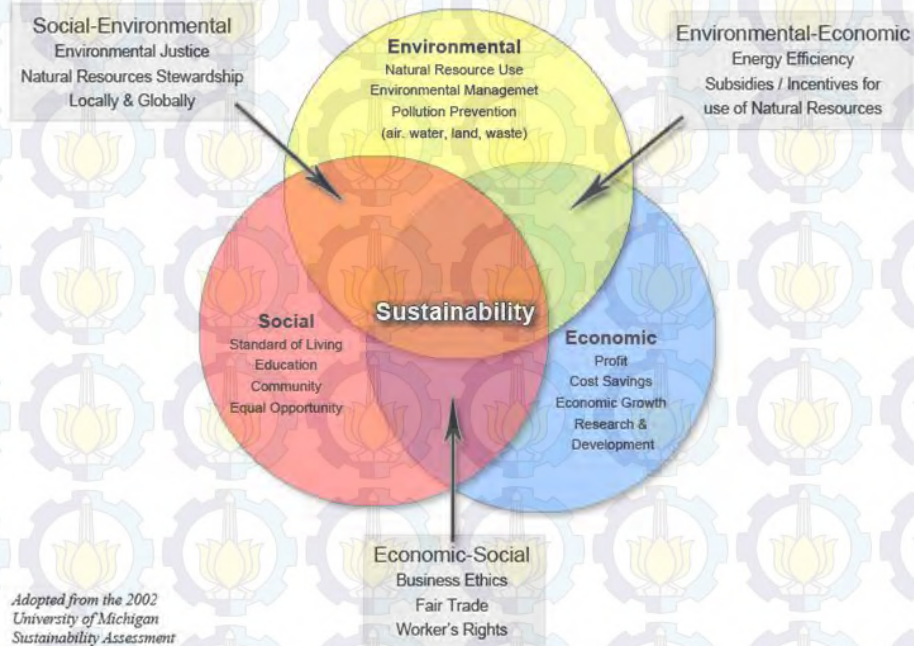 Social-Environmental
Environmental Justice
Natural Resources Stewardship
Locally & Globally
Environmental
Natural Resource Use
Environmental Managemet
Pollution Prevention
(air. water, land, waste)
Environmental-Economic
Energy Efficiency
Subsidies / Incentives for
use of Natural Resources
Sustainability
Social
Standard of Living
Education
Community
Equal Opportunity
Economic
Profit
Cost Savings
Economic Growth
Research &
Development
Economic-Social
Business Ethics
Fair Trade
Worker's Rights
Adopted from the 2002
University of Michigan
Sustainability Assessment